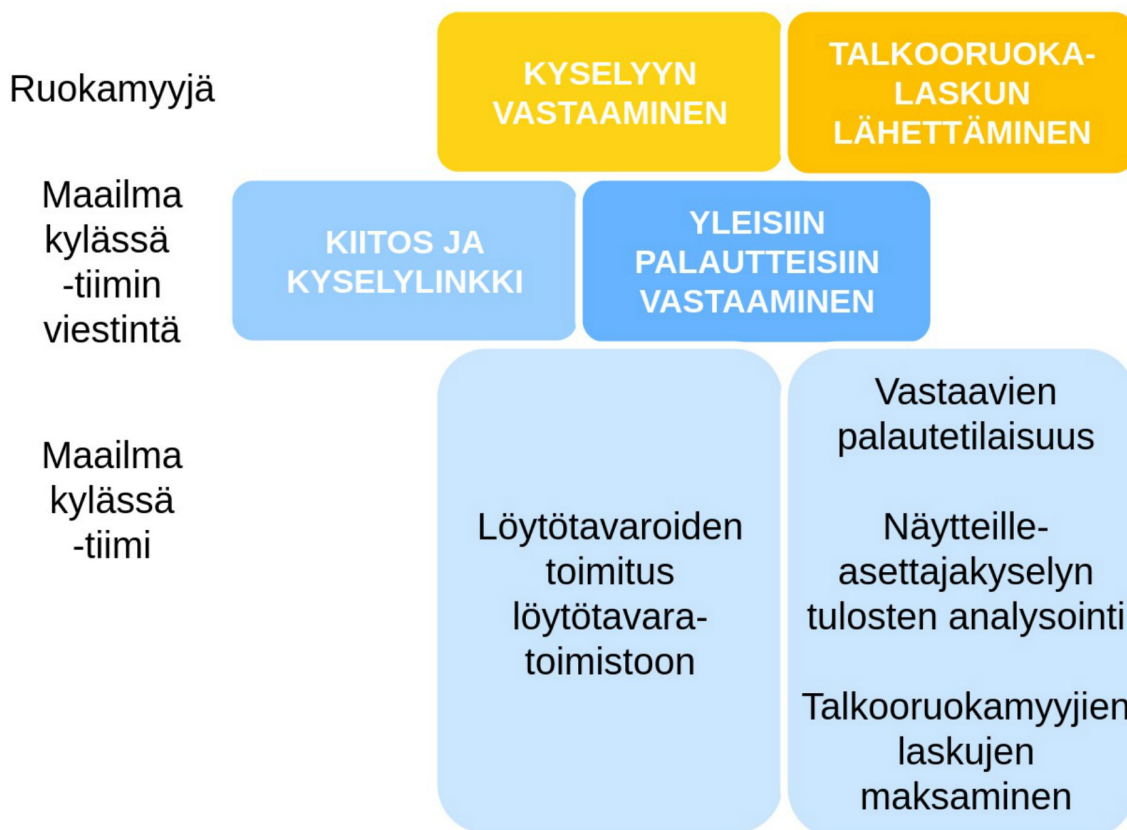 Ruokamyyjä
KYSELYYN
VASTAAMINEN
TALKOORUOKA-
LASKUN
LÄHETTÄMINEN
Maailma
kylässä
-tiimin
viestintä
KIITOS JA
KYSELYLINKKI
YLEISIIN
PALAUTTEISIIN
VASTAAMINEN
Maailma
kylässä
-tiimi
Löytötavaroiden
toimitus
löytötavara-
toimistoon
Vastaavien
palautetilaisuus
Näytteille-
asettajakyselyn
tulosten analysointi
Talkooruokamyyjien
laskujen
maksaminen